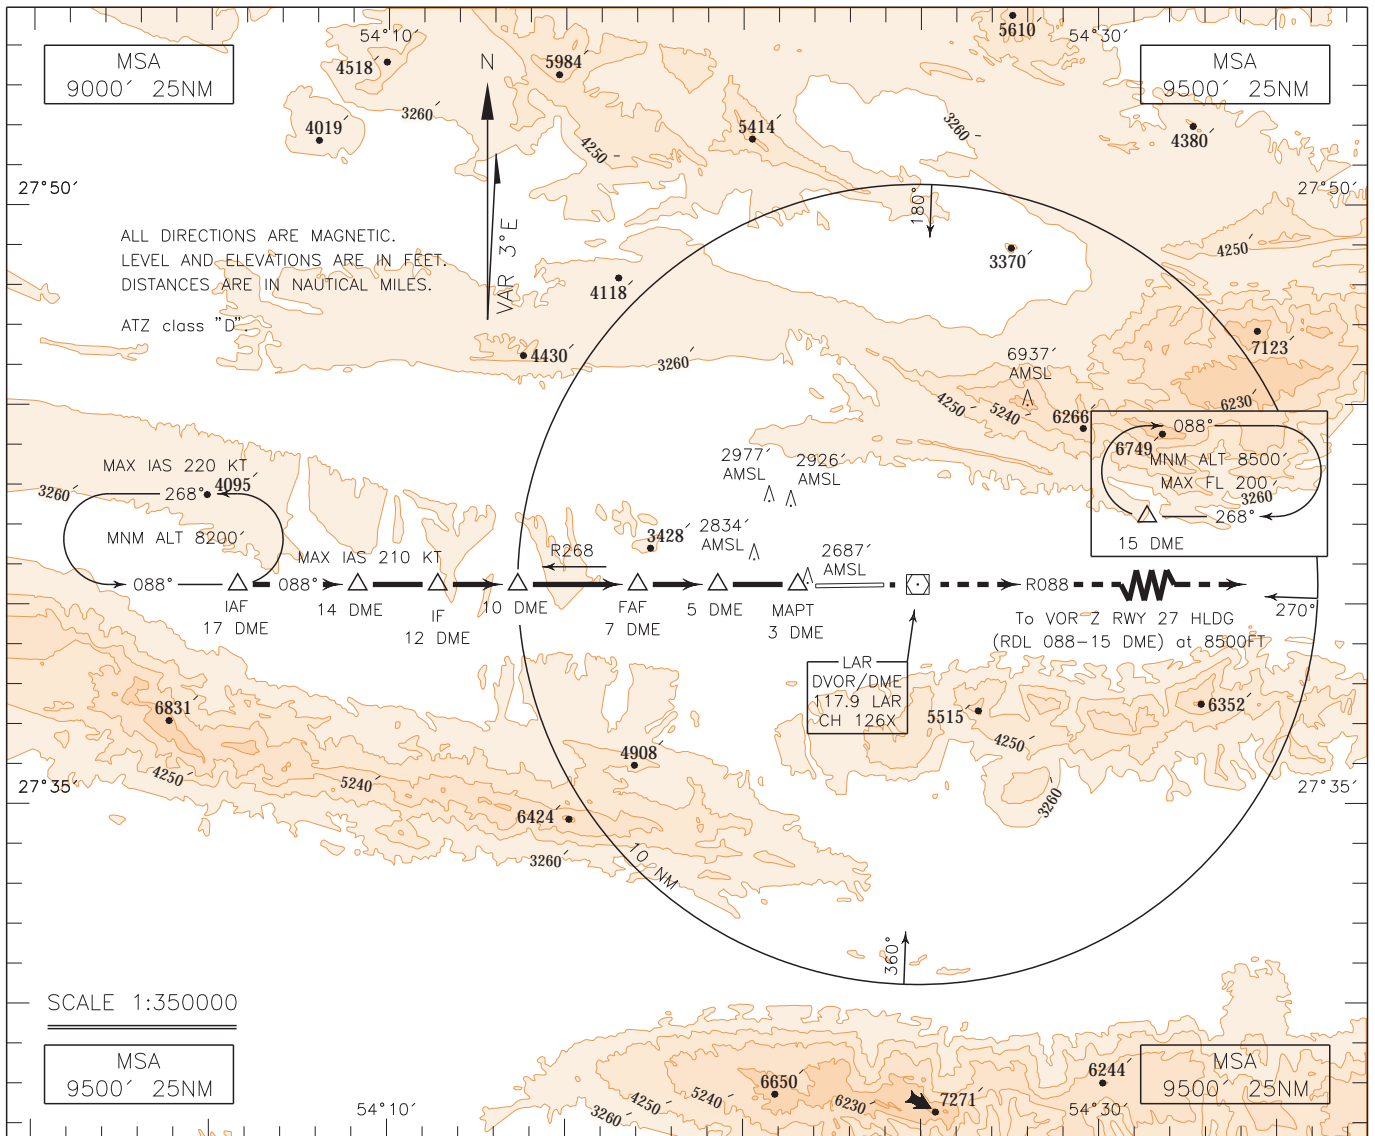 5610′
54°10′
54°30′
MSA
9000′ 25NM
4518′
5984′
N
MSA
9500′ 25NM
3260
4019′
5414′
3260
4380′
4250
27°50′
27°50′
180°
ALL DIRECTIONS ARE MAGNETIC.
LEVEL AND ELEVATIONS ARE IN FEET.
DISTANCES ARE IN NAUTICAL MILES.
ATZ class "D".
VAR 3°E
4250′
3370′
4118′
7123′
4430′
3260′
6937′
AMSL
4250
5240
6230′
6266′
088°
6749′
MNM ALT 8500′
MAX FL 200′
3260
268°
15 DME
2977′
AMSL
2926′
AMSL
MAX IAS 220 KT
268°
4095′
3260
MNM ALT 8200′
2834′
AMSL
3428′
2687′
AMSL
R268
MAX IAS 210 KT
088°
088°
R088
IAF
17 DME
14 DME
IF
12 DME
10 DME
FAF
7 DME
5 DME
MAPT
3 DME
270°
To VOR Z RWY 27 HLDG
(RDL 088-15 DME) at 8500FT
LAR
DVOR/DME
117.9 LAR
CH 126X
6831′
5515′
6352′
4250′
4908′
4250′
5240′
27°35′
27°35′
3260′
6424′
3260′
10 NM
360°
SCALE 1:350000
MSA
9500′ 25NM
6650′
6244′
MSA
9500′ 25NM
5240
4250
6230
7271′
3260
54°10′
54°30′